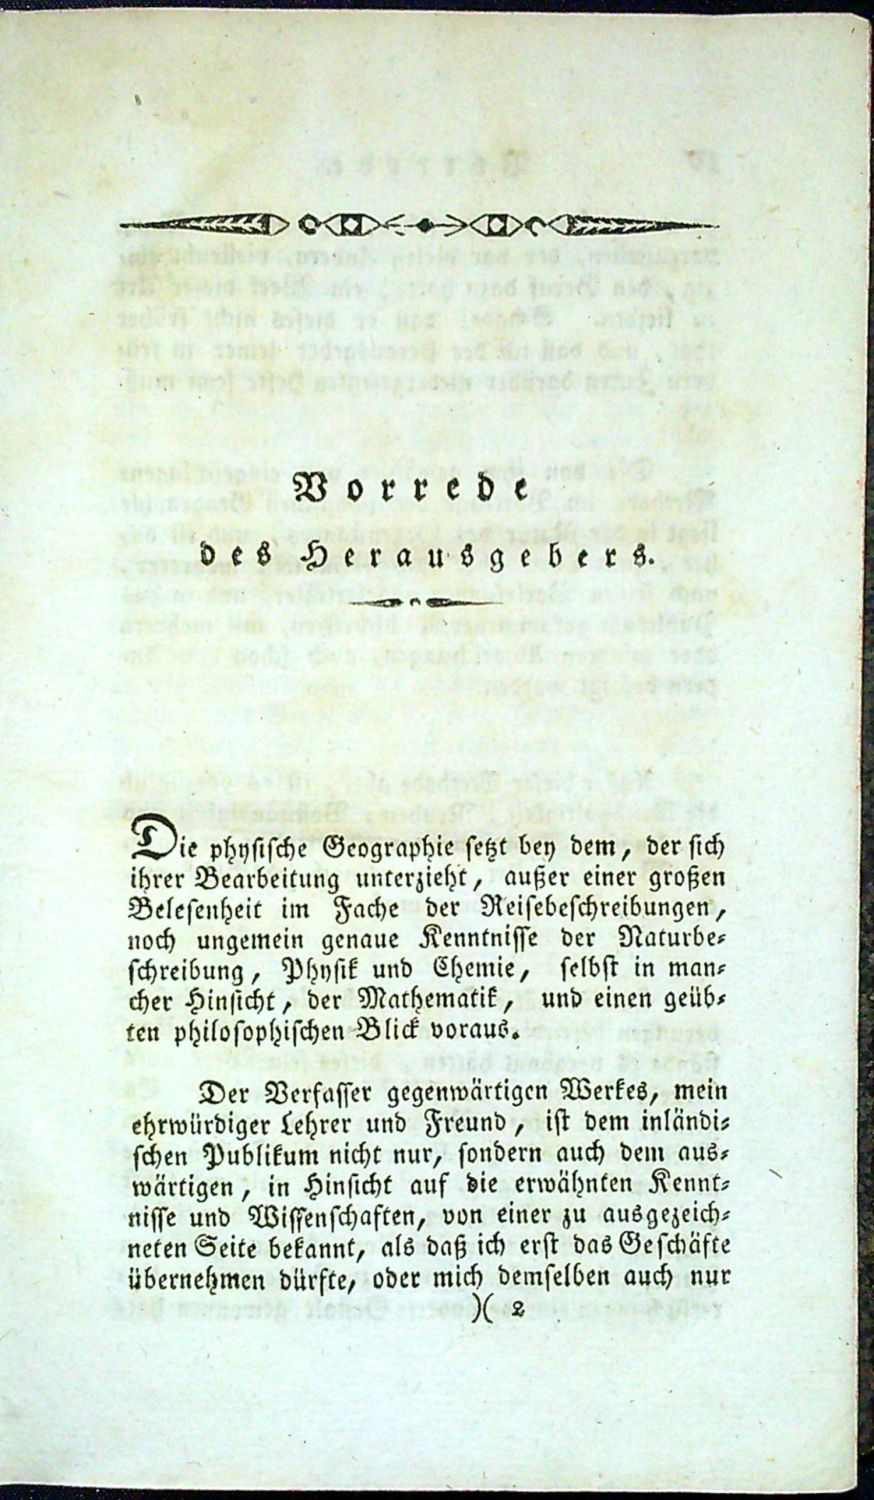 Vorrede
des Herausgebers.
Die physische Geographie setzt bey dem, der sich
ihrer Bearbeitung unterzieht, außer einer großen
Belesenheit im Fache der Reisebeschreibungen,
noch ungemein genaue Kenntnisse der Naturbe-
schreibung, Physik und Chemie, selbst in man-
cher Hinsicht, der Mathematik, und einen geüb-
ten philosophischen Blick voraus.
Der Verfasser gegenwärtigen Werkes, mein
ehrwürdiger Lehrer und Freund, ist dem inländi-
schen Publikum nicht nur, sondern auch dem aus-
wärtigen, in Hinsicht auf die erwähnten Kennt-
nisse und Wissenschaften, von einer zu ausgezeich-
neten Seite bekannt, als daß ich erst das Geschäfte
übernehmen dürfte, oder mich demselben auch nur
)( 2